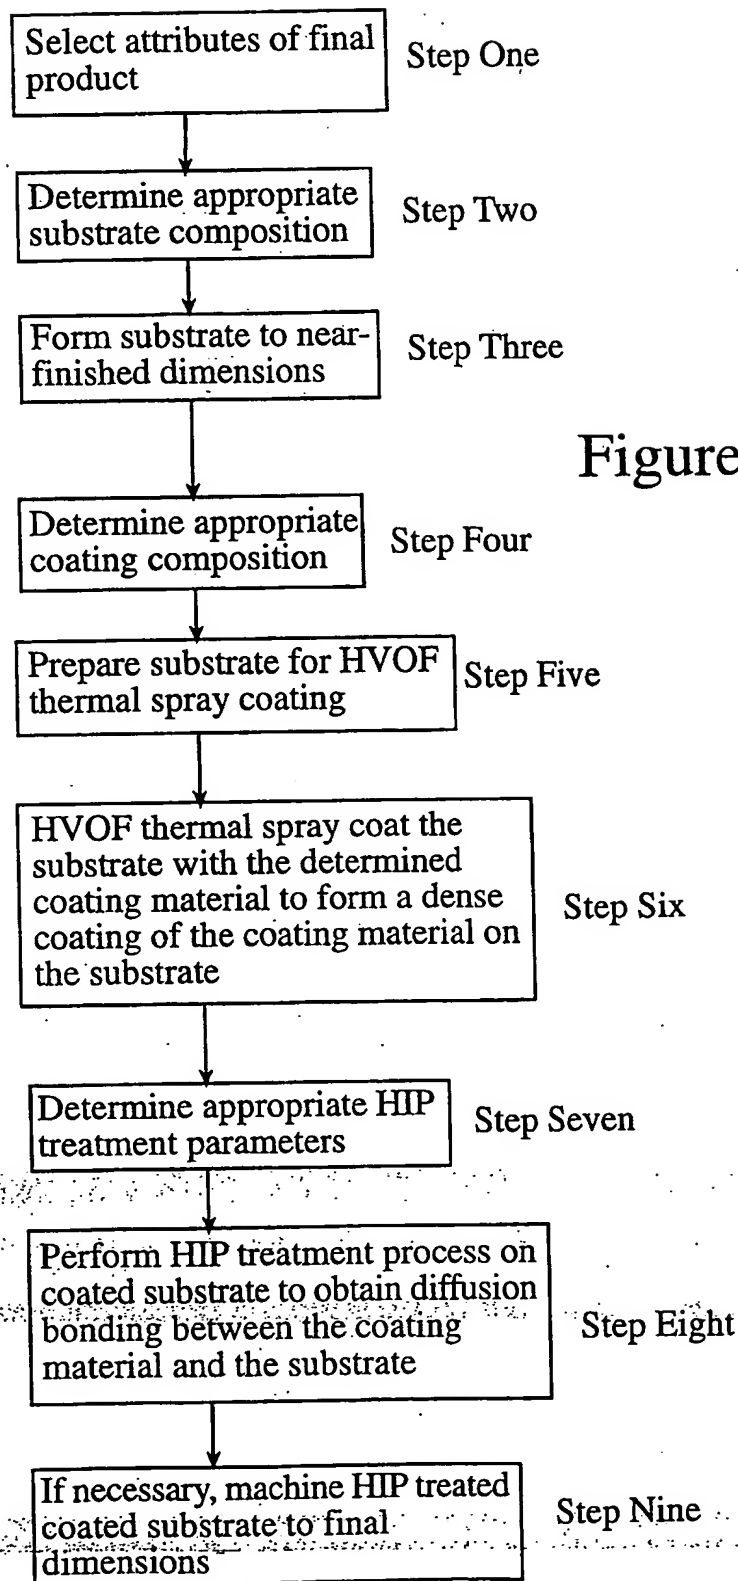 Select attributes of final
product
Step One
Determine appropriate
substrate composition
Step Two
Form substrate to near-
finished dimensions
Step Three
Figure
Determine appropriate
coating composition
Step Four
Prepare substrate for HVOF
thermal spray coating
Step Five
HVOF thermal spray coat the
substrate with the determined
coating material to form a dense
coating of the coating material on
the substrate
Step Six
Determine appropriate HIP
treatment parameters
Step Seven
Perform HIP treatment process on
coated substrate to obtain diffusion
bonding between the coating
material and the substrate
Step Eight
If necessary, machine HIP treated
coated substrate to final
dimensions
Step Nine